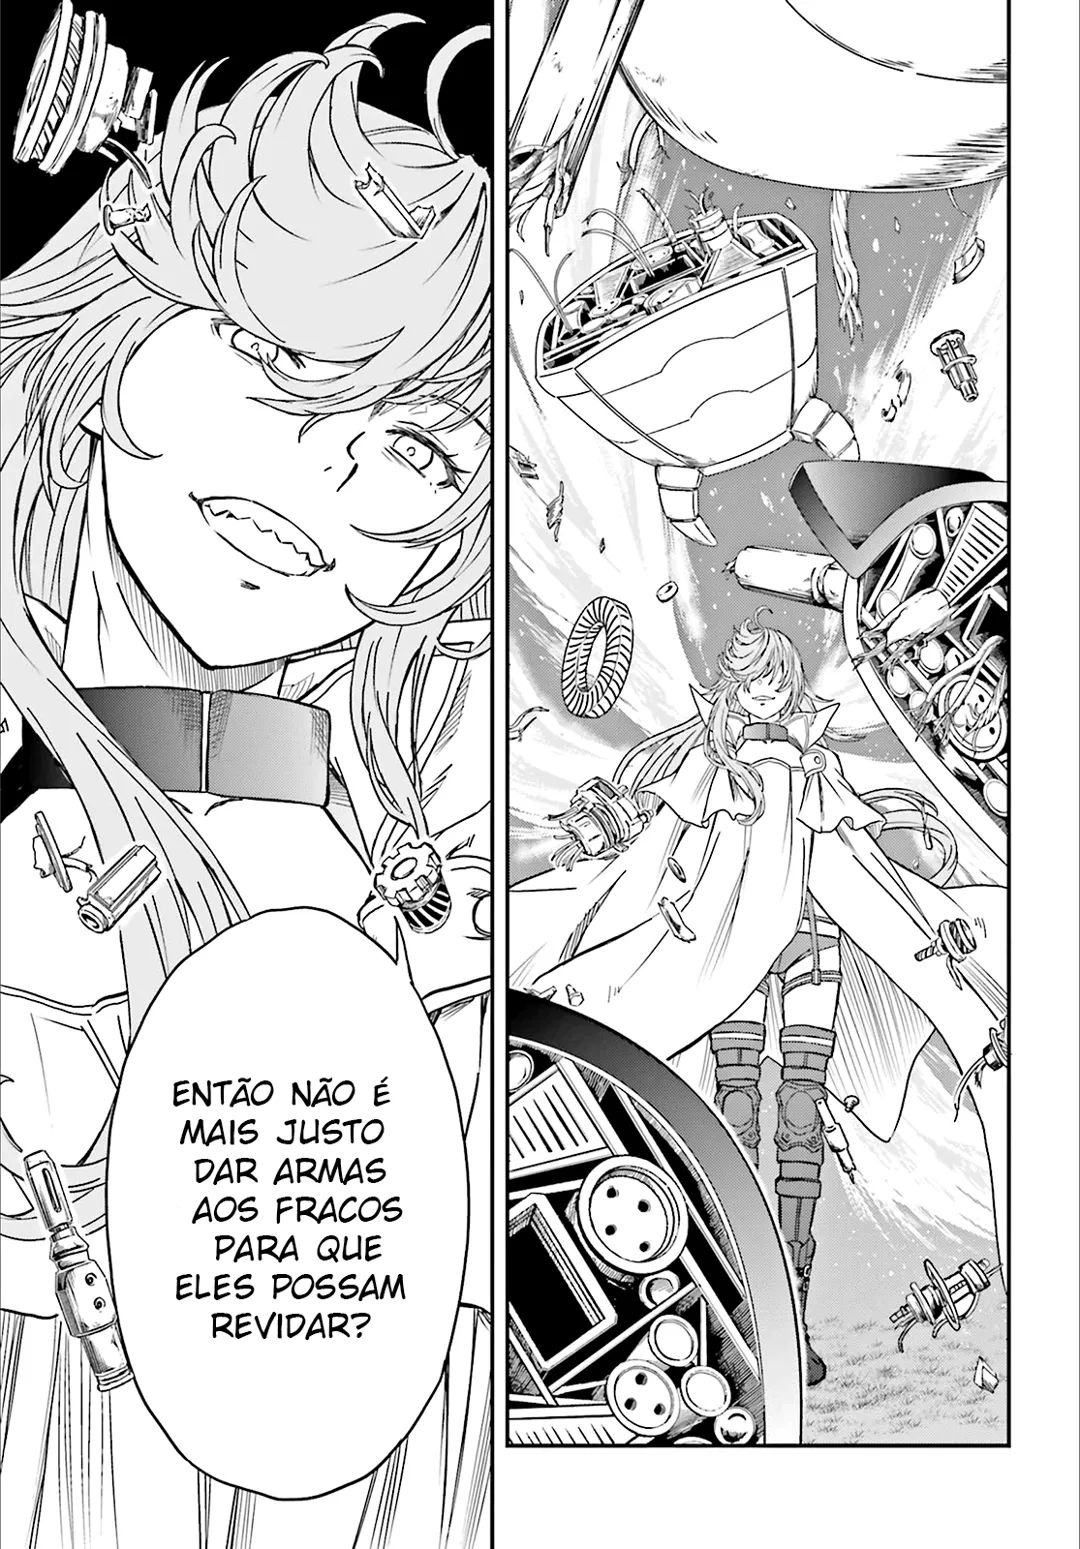 ENTÃO NÃO É
MAIS JUSTO
DAR ARMAS
AOS FRACOS
PARA QUE
ELES POSSAM
REVIDAR?